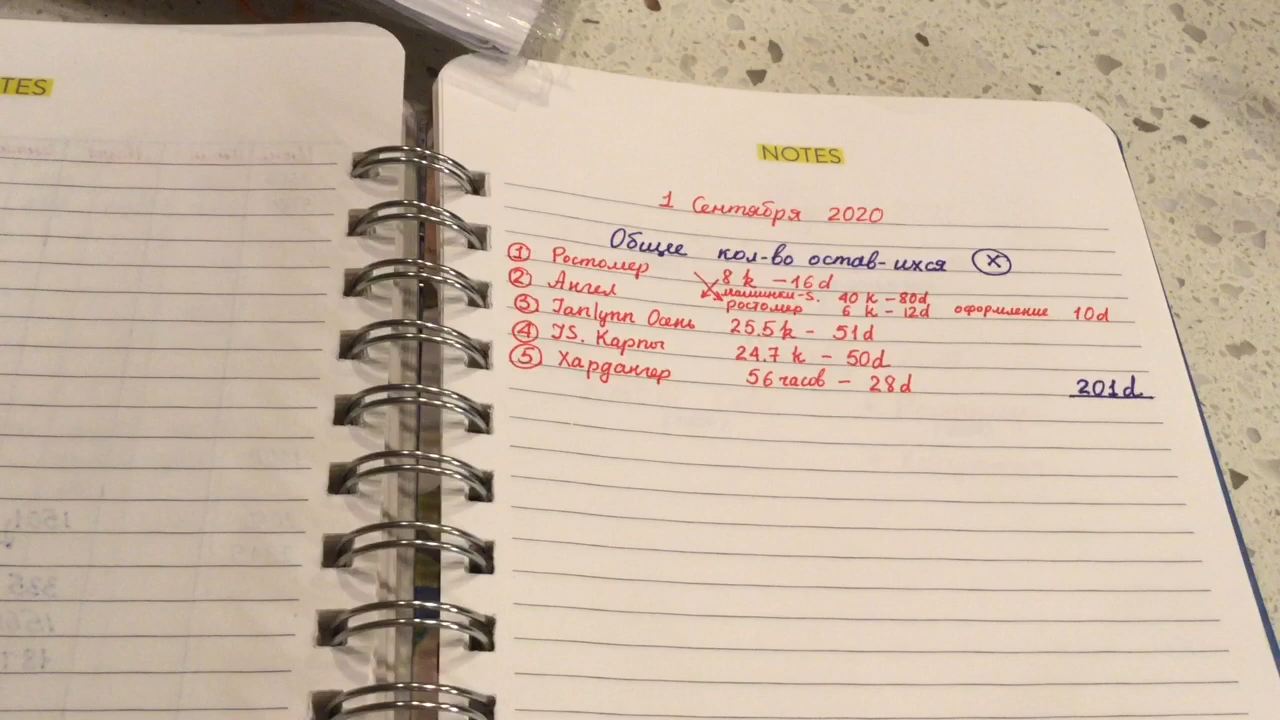 TES
NOTES
1 Сентября 2020
Общее кол-во остав-ихся Х
1 Ростомер 8 k – 16 d
2 Ангел машинки-S. 40 k – 80d
ростомер 6 k – 12d оформление 10d
3 Janlynn Осень 25.5 k – 51d
4 JS. Карпы 24.7 k – 50d
5 Хардангер 56 часов – 28d 201d